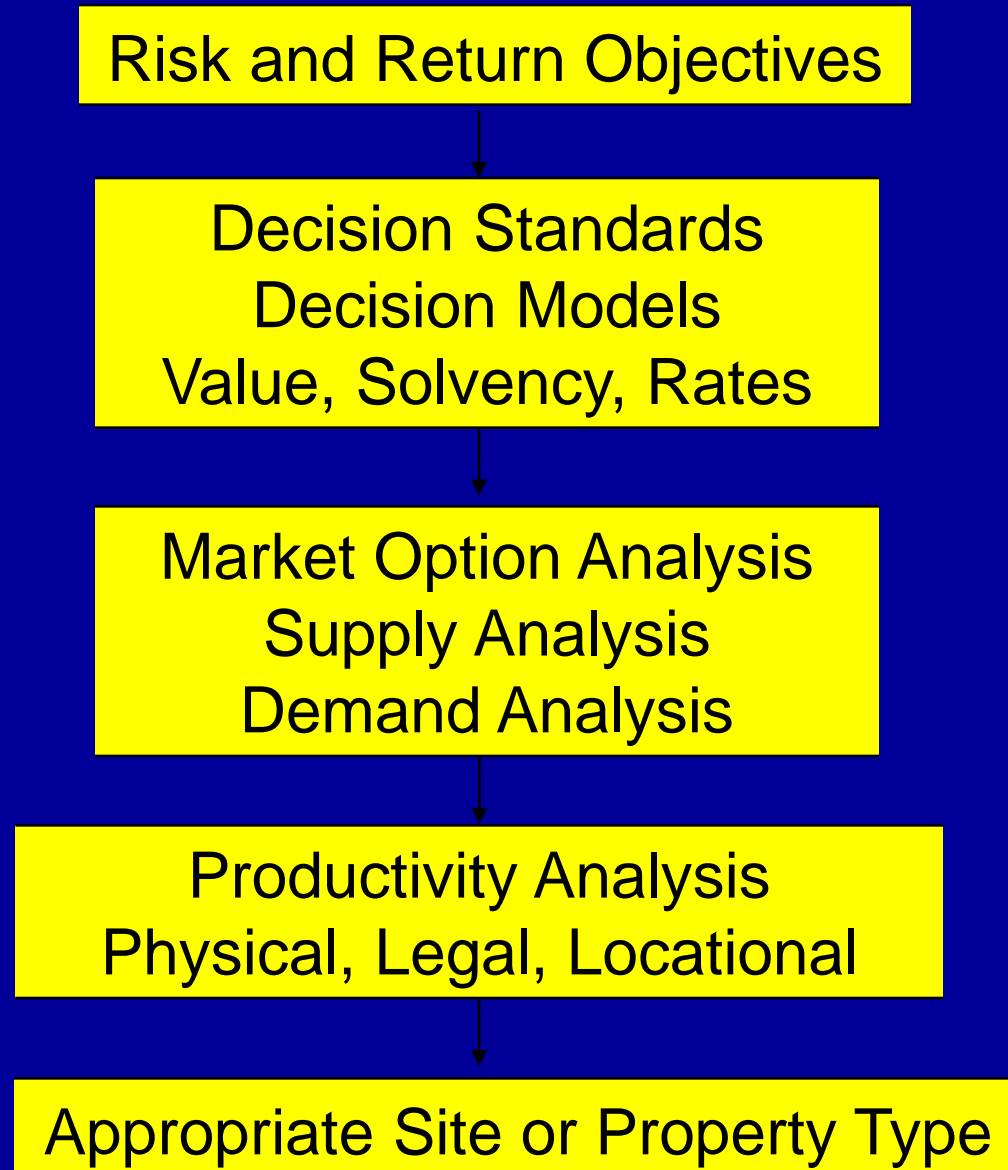 Risk and Return Objectives
Decision Standards
Decision Models
Value, Solvency, Rates
Market Option Analysis
Supply Analysis
Demand Analysis
Productivity Analysis
Physical, Legal, Locational
Appropriate Site or Property Type